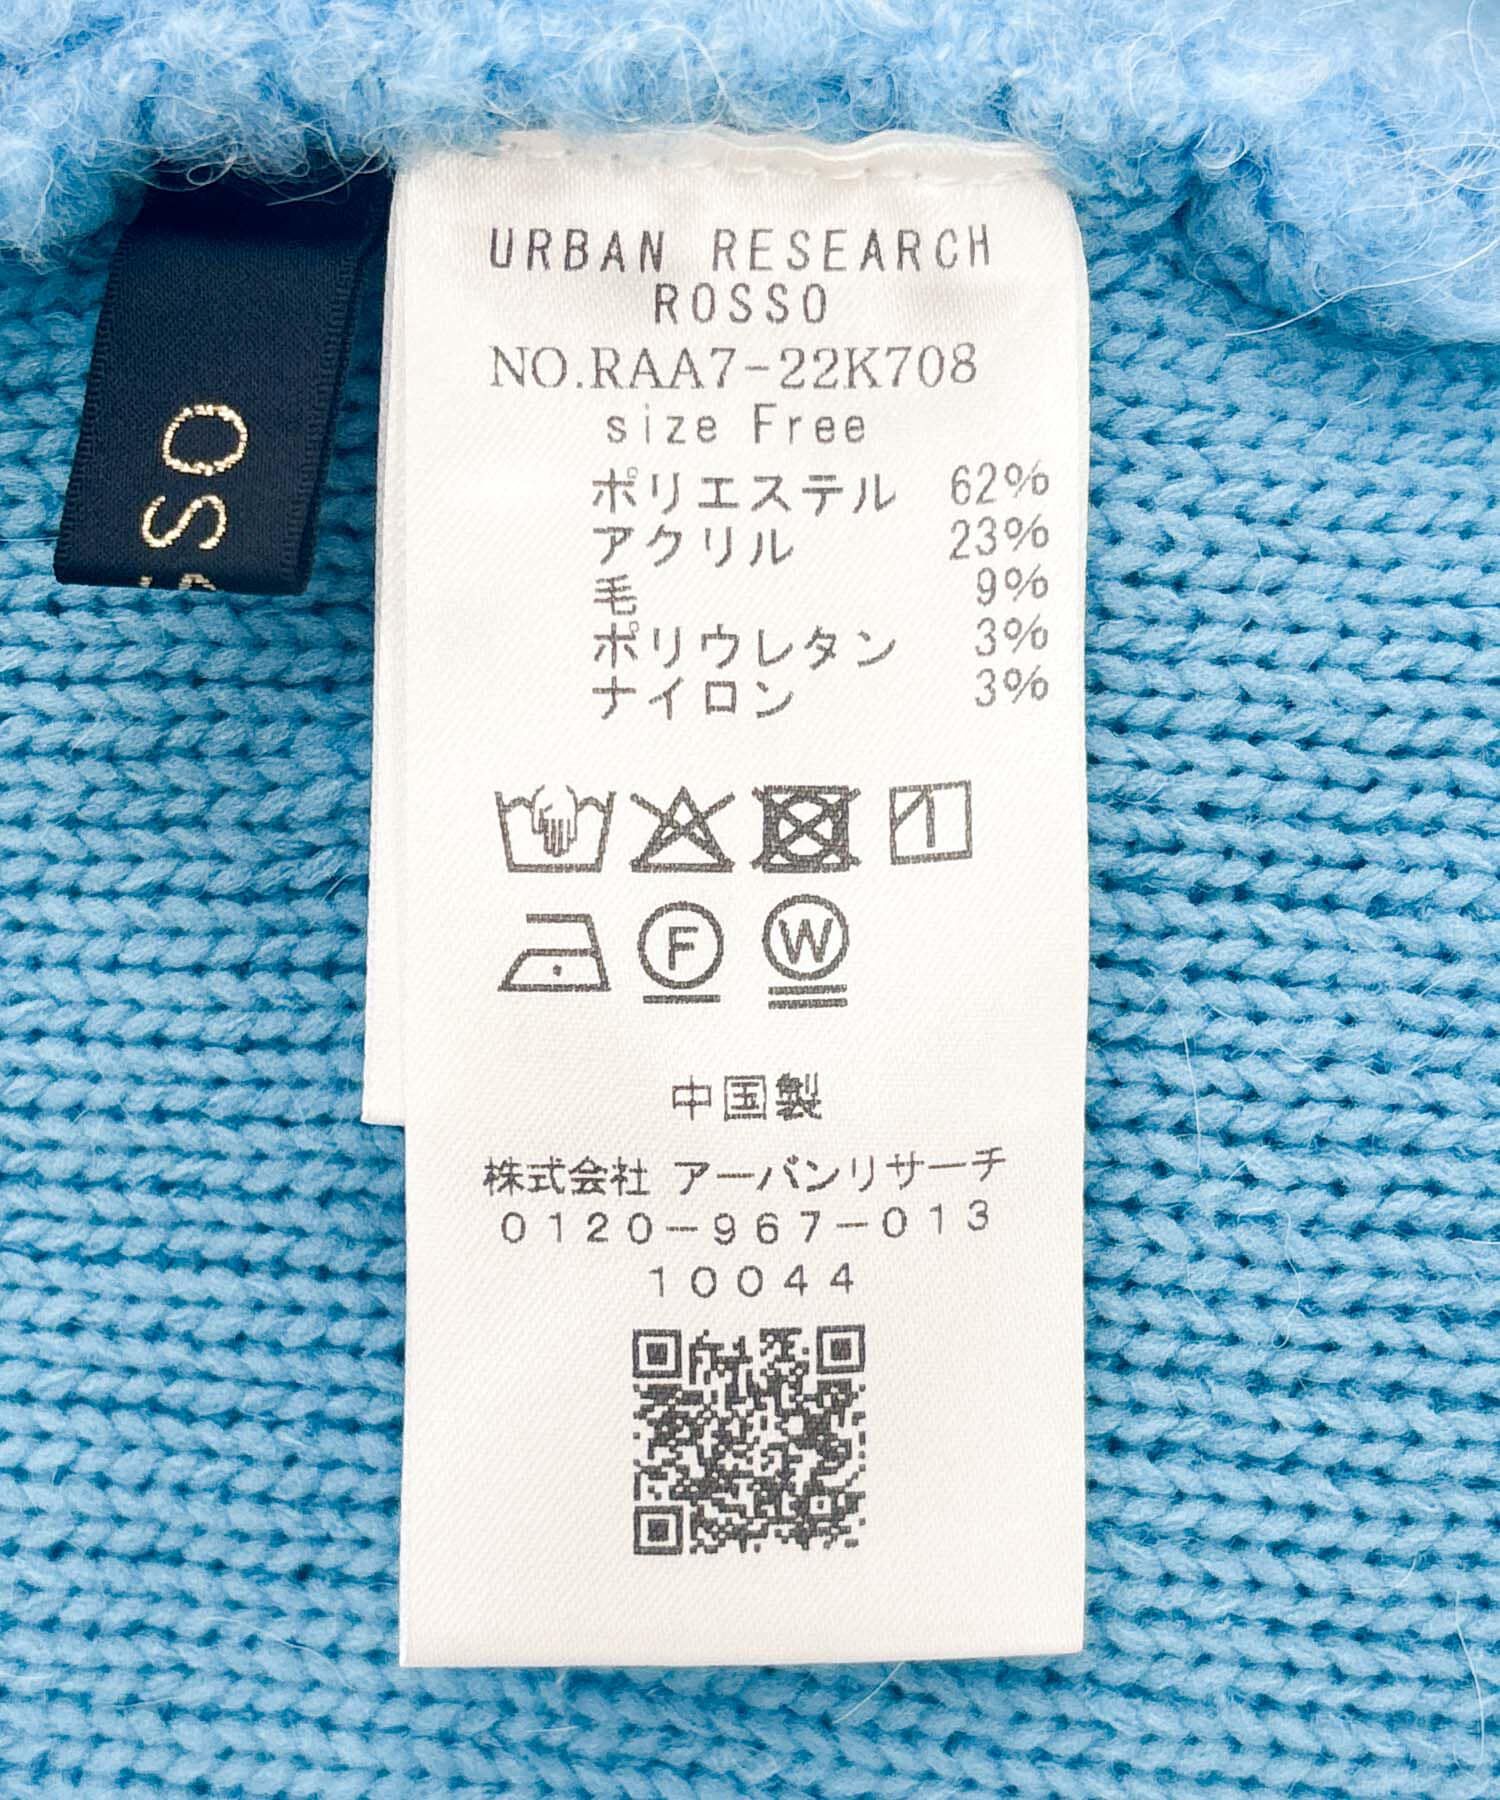 URBAN RESEARCH
ROSSO
NO.RAA7-22K708
size Free
ポリエステル 62%
アクリル 23%
毛 9%
ポリウレタン 3%
ナイロン 3%
F W
中国製
株式会社 アーバンリサーチ
0120-967-013
10044
SSO